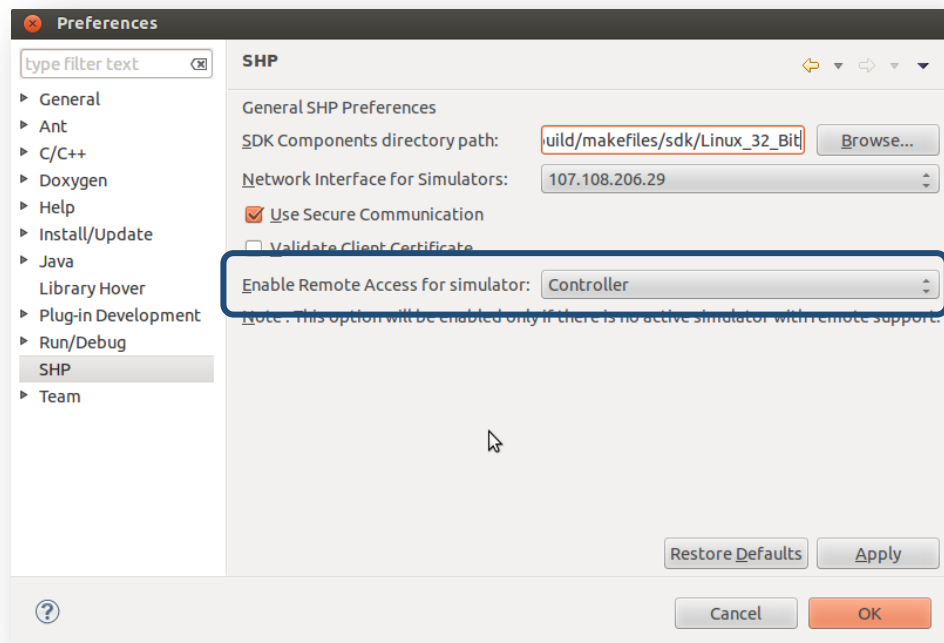 Preferences
type filter text
General
Ant
C/C++
Doxygen
Help
Install/Update
Java
Library Hover
Plug-in Development
Run/Debug
SHP
Team
SHP
General SHP Preferences
SDK Components directory path: uild/makefiles/sdk/Linux_32_Bit Browse...
Network Interface for Simulators: 107.108.206.29
Use Secure Communication
Validate Client Certificate
Enable Remote Access for simulator: Controller
Note : This option will be enabled only if there is no active simulator with remote support.
Restore Defaults Apply
? Cancel OK